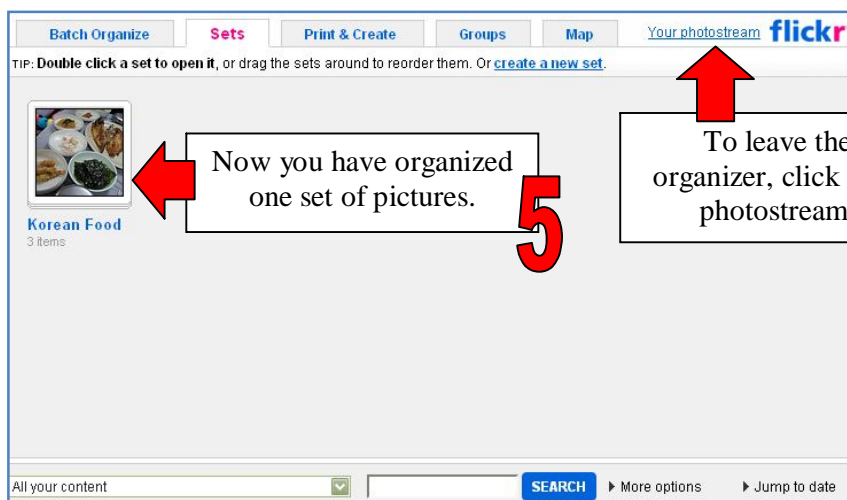 Batch Organize Sets Print & Create Groups Map Your photostream flickr
TIP: Double click a set to open it, or drag the sets around to reorder them. Or create a new set.
Now you have organized
one set of pictures.
5
To leave the
organizer, click
photostream
Korean Food
3 items
All your content SEARCH More options Jump to date